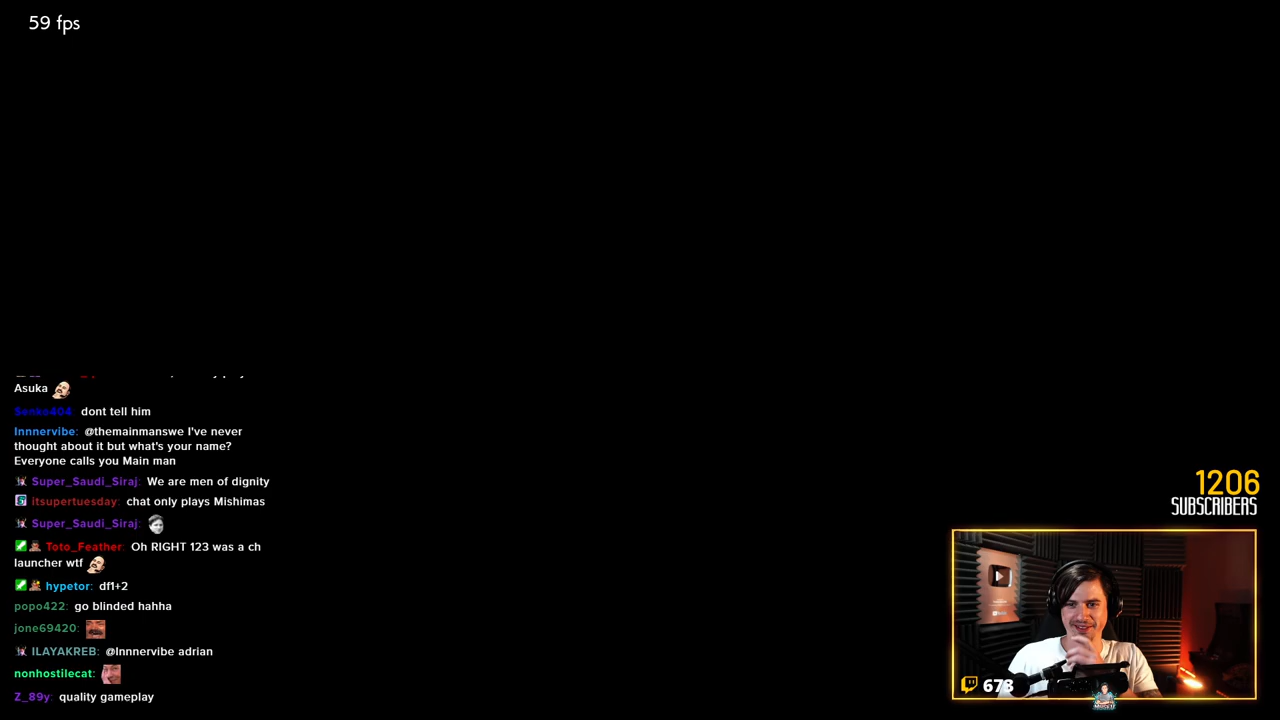 59 fps
Asuka
Senko404 dont tell him
Innnervibe: @themainmanswe I've never
thought about it but what's your name?
Everyone calls you Main man
Super_Saudi_Siraj: We are men of dignity
itsupertuesday: chat only plays Mishimas
Super_Saudi_Siraj:
Toto_Feather: Oh RIGHT 123 was a ch
launcher wtf
hypetor: df1+2
popo422: go blinded hahha
jone69420:
ILAYAKREB: @Innnervibe adrian
nonhostilecat:
Z_89y: quality gameplay
1206
SUBSCRIBERS
673